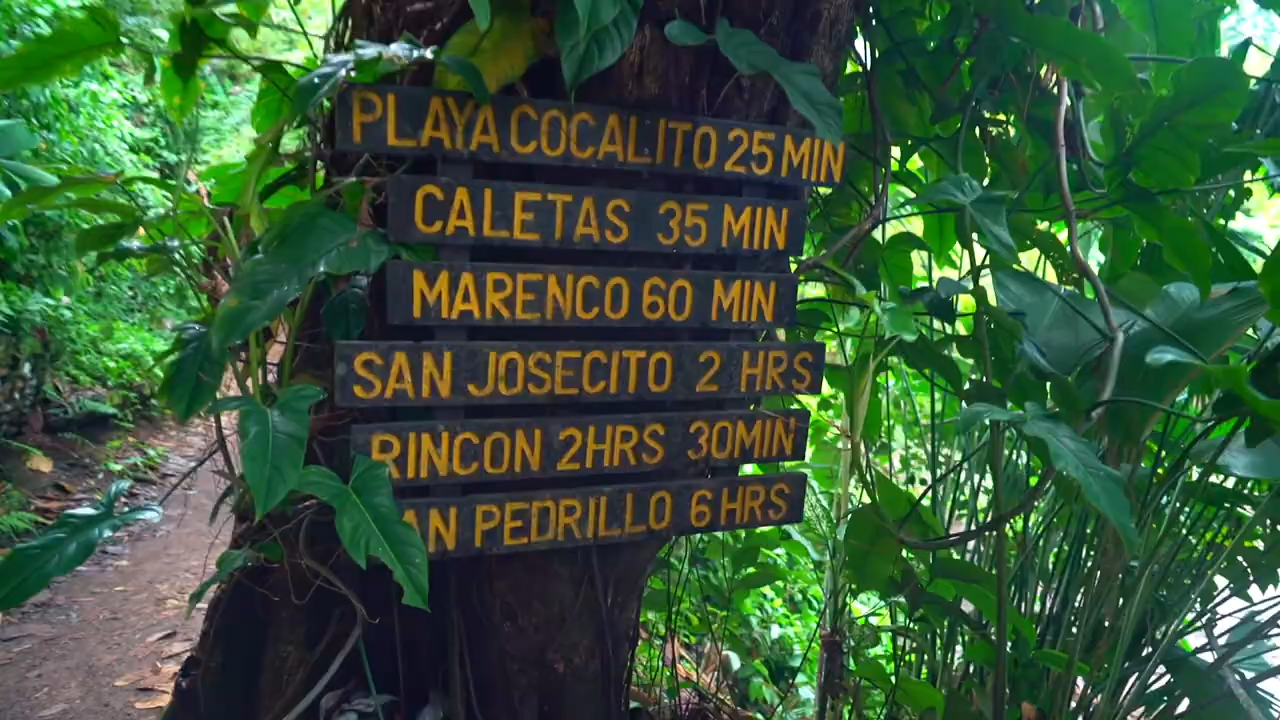 PLAYA COCALITO 25 MIN
CALETAS 35 MIN
MARENCO 60 MIN
SAN JOSECITO 2 HRS
RINCON 2HRS 30MIN
AN PEDRILLO 6 HRS